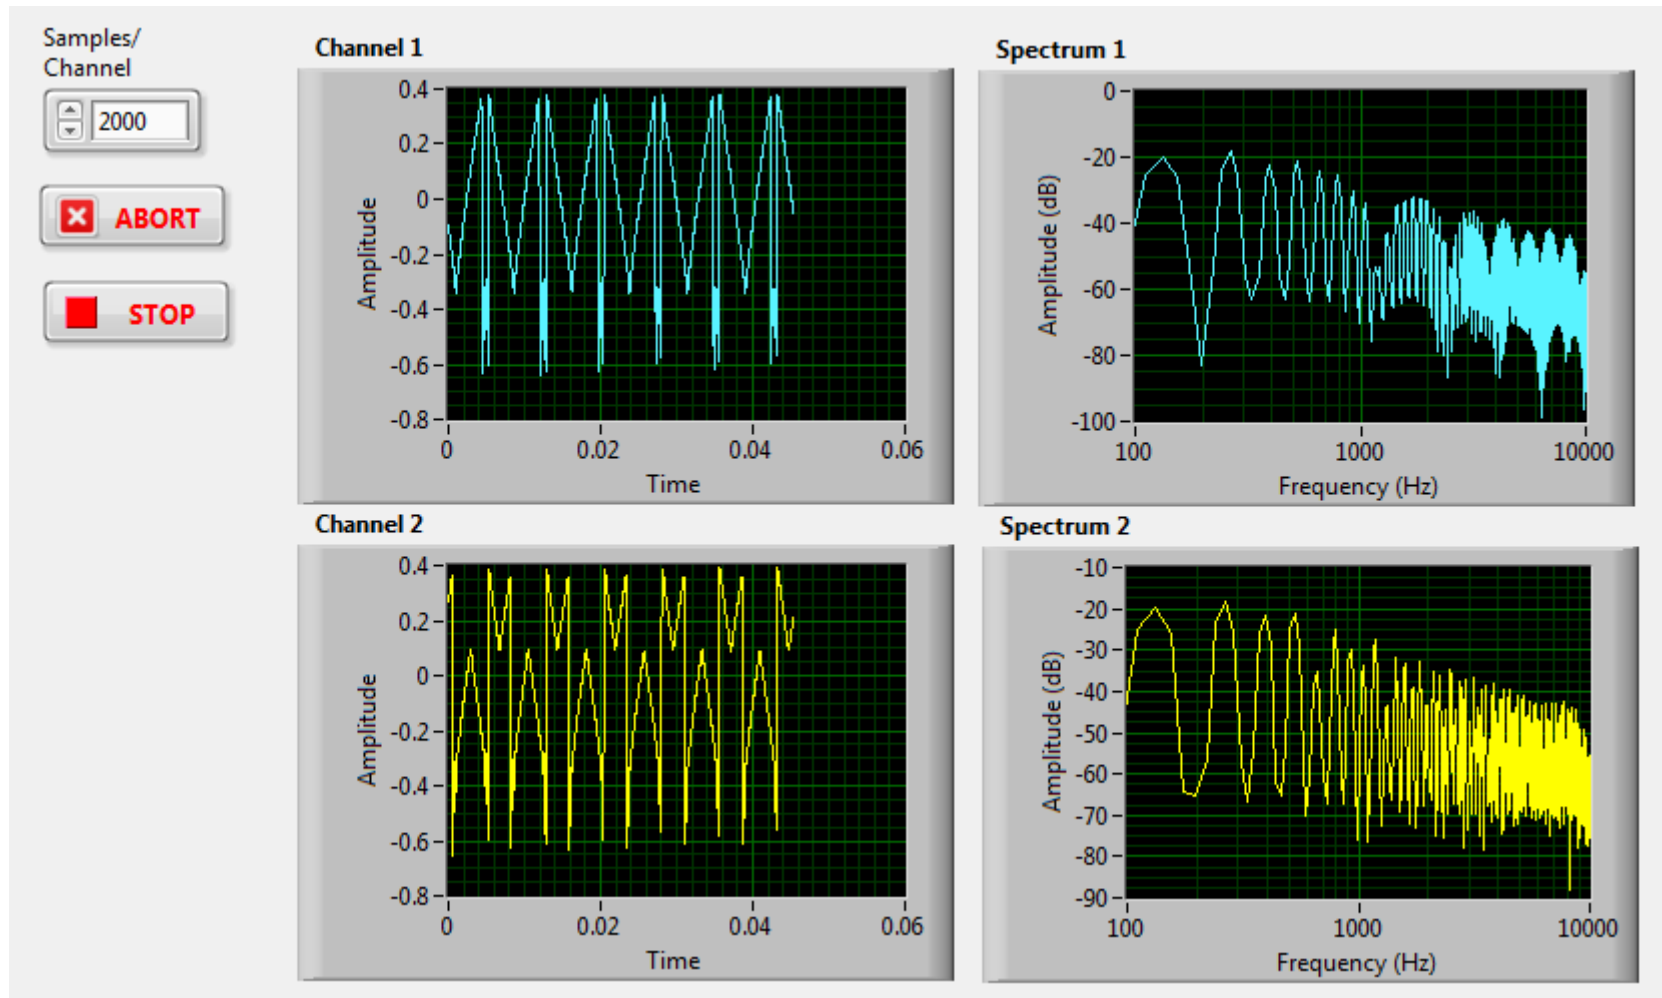 Samples/
Channel
2000
ABORT
STOP
Channel 1
0.4
0.2
0
-0.2
-0.4
-0.6
-0.8
Amplitude
0
0.02
0.04
0.06
Time
Spectrum 1
0
-20
-40
-60
-80
-100
Amplitude (dB)
100
1000
10000
Frequency (Hz)
Channel 2
0.4
0.2
0
-0.2
-0.4
-0.6
-0.8
Amplitude
0
0.02
0.04
0.06
Time
Spectrum 2
-10
-20
-30
-40
-50
-60
-70
-80
-90
Amplitude (dB)
100
1000
10000
Frequency (Hz)